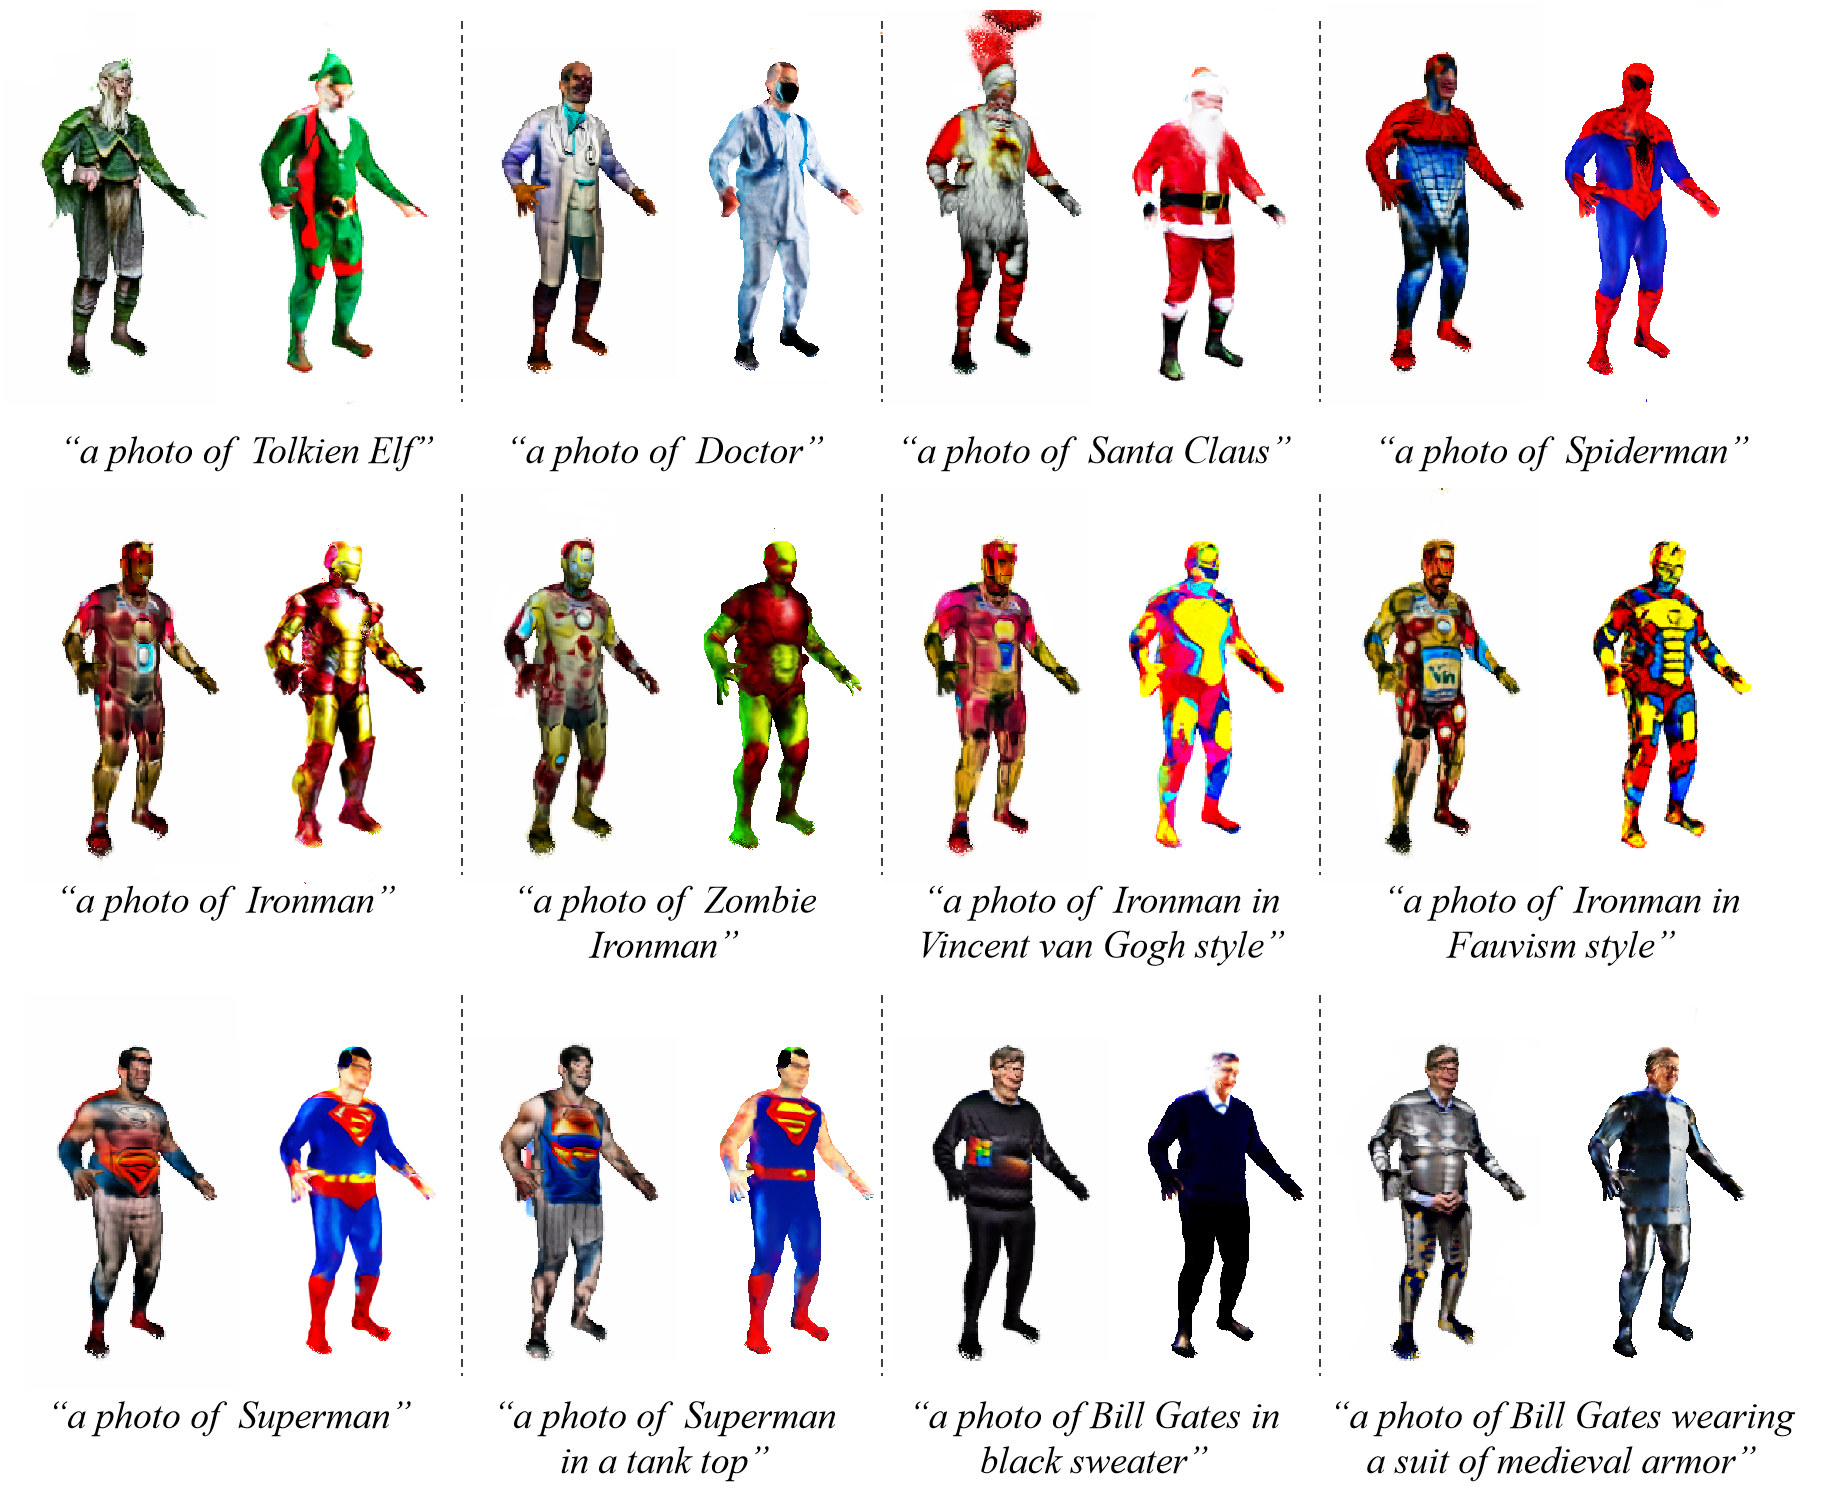 “a photo of Tolkien Elf”
“a photo of Doctor”
“a photo of Santa Claus”
“a photo of Spiderman”
Vin
“a photo of Ironman”
“a photo of Zombie
Ironman”
“a photo of Ironman in
Vincent van Gogh style”
“a photo of Ironman in
Fauvism style”
“a photo of Superman”
“a photo of Superman
in a tank top”
“a photo of Bill Gates in
black sweater”
“a photo of Bill Gates wearing
a suit of medieval armor”